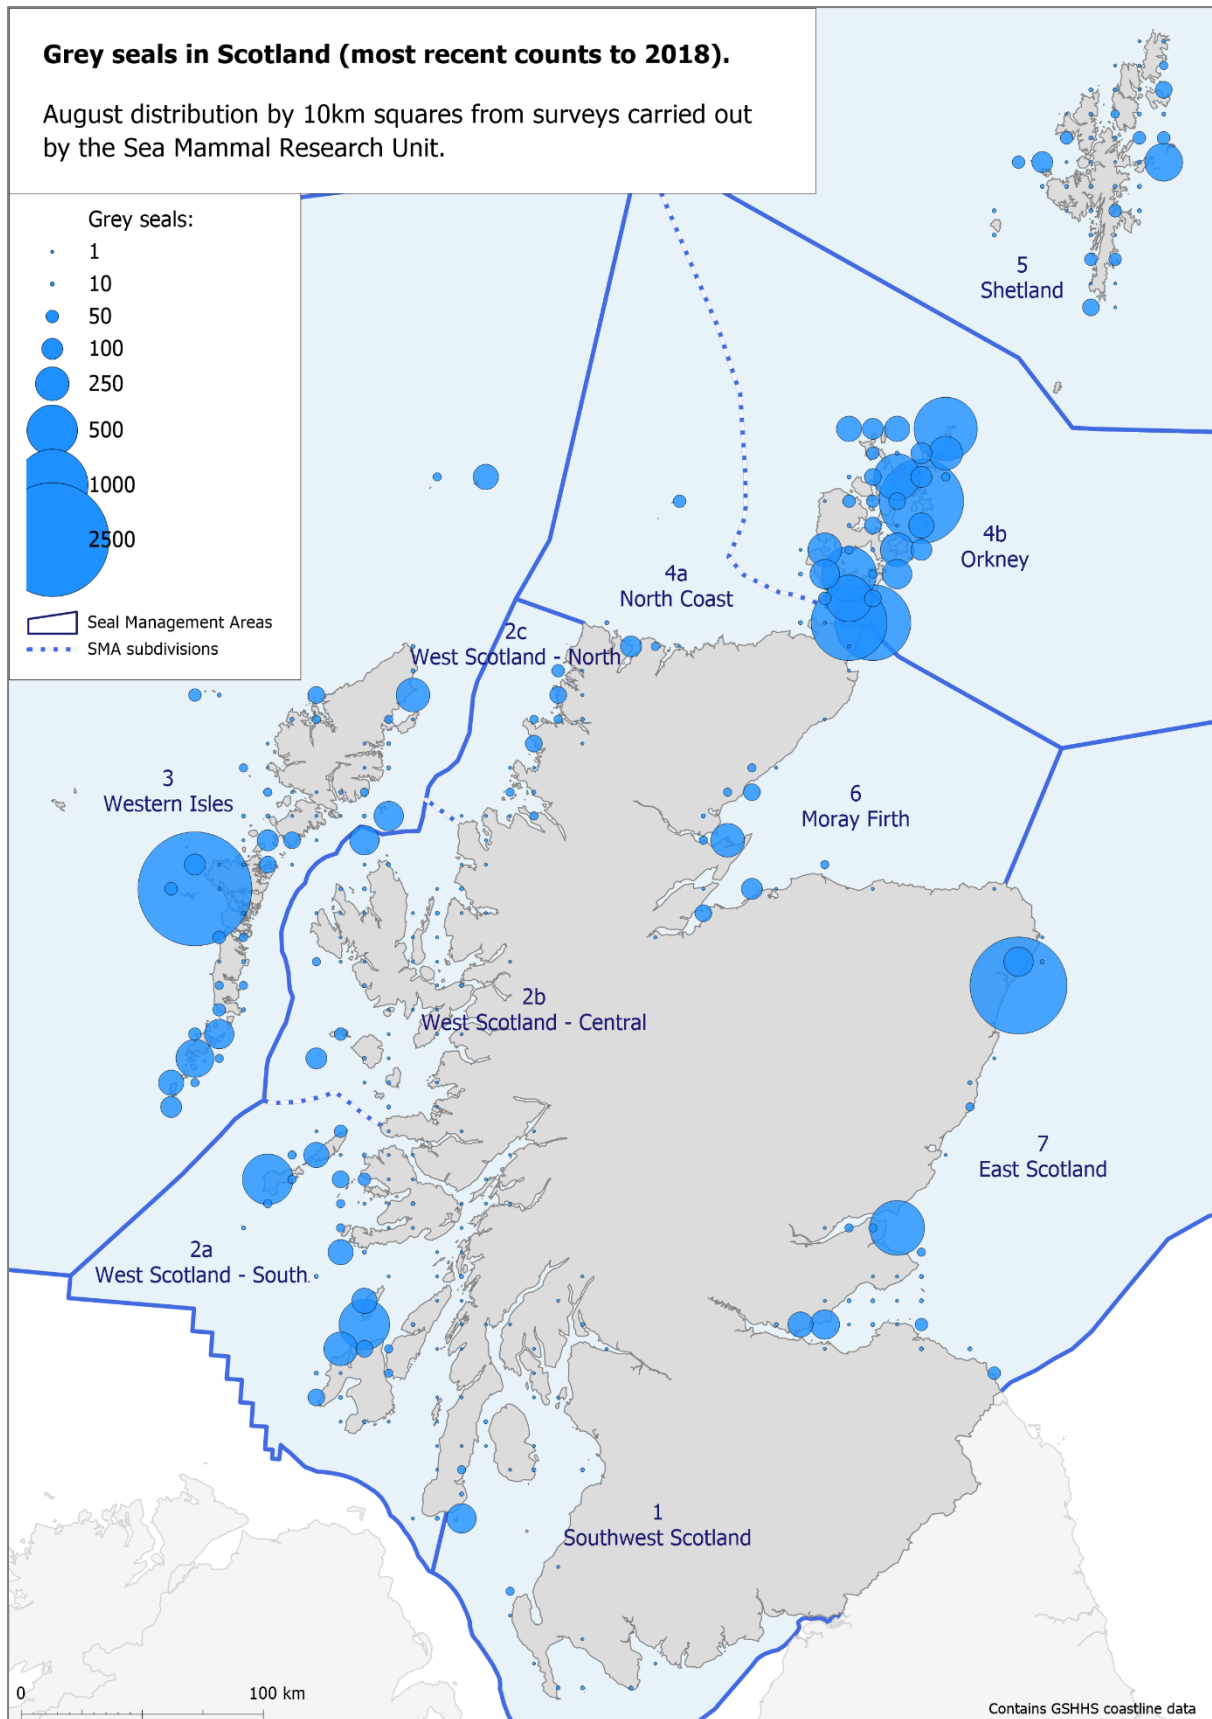 Grey seals in Scotland (most recent counts to 2018).
August distribution by 10km squares from surveys carried out
by the Sea Mammal Research Unit.
Grey seals:
1
10
50
100
250
500
1000
2500
Seal Management Areas
SMA subdivisions
5
Shetland
4b
Orkney
4a
North Coast
2c
West Scotland - North
3
Western Isles
6
Moray Firth
2b
West Scotland - Central
7
East Scotland
2a
West Scotland - South
1
Southwest Scotland
0
100 km
Contains GSHHS coastline data